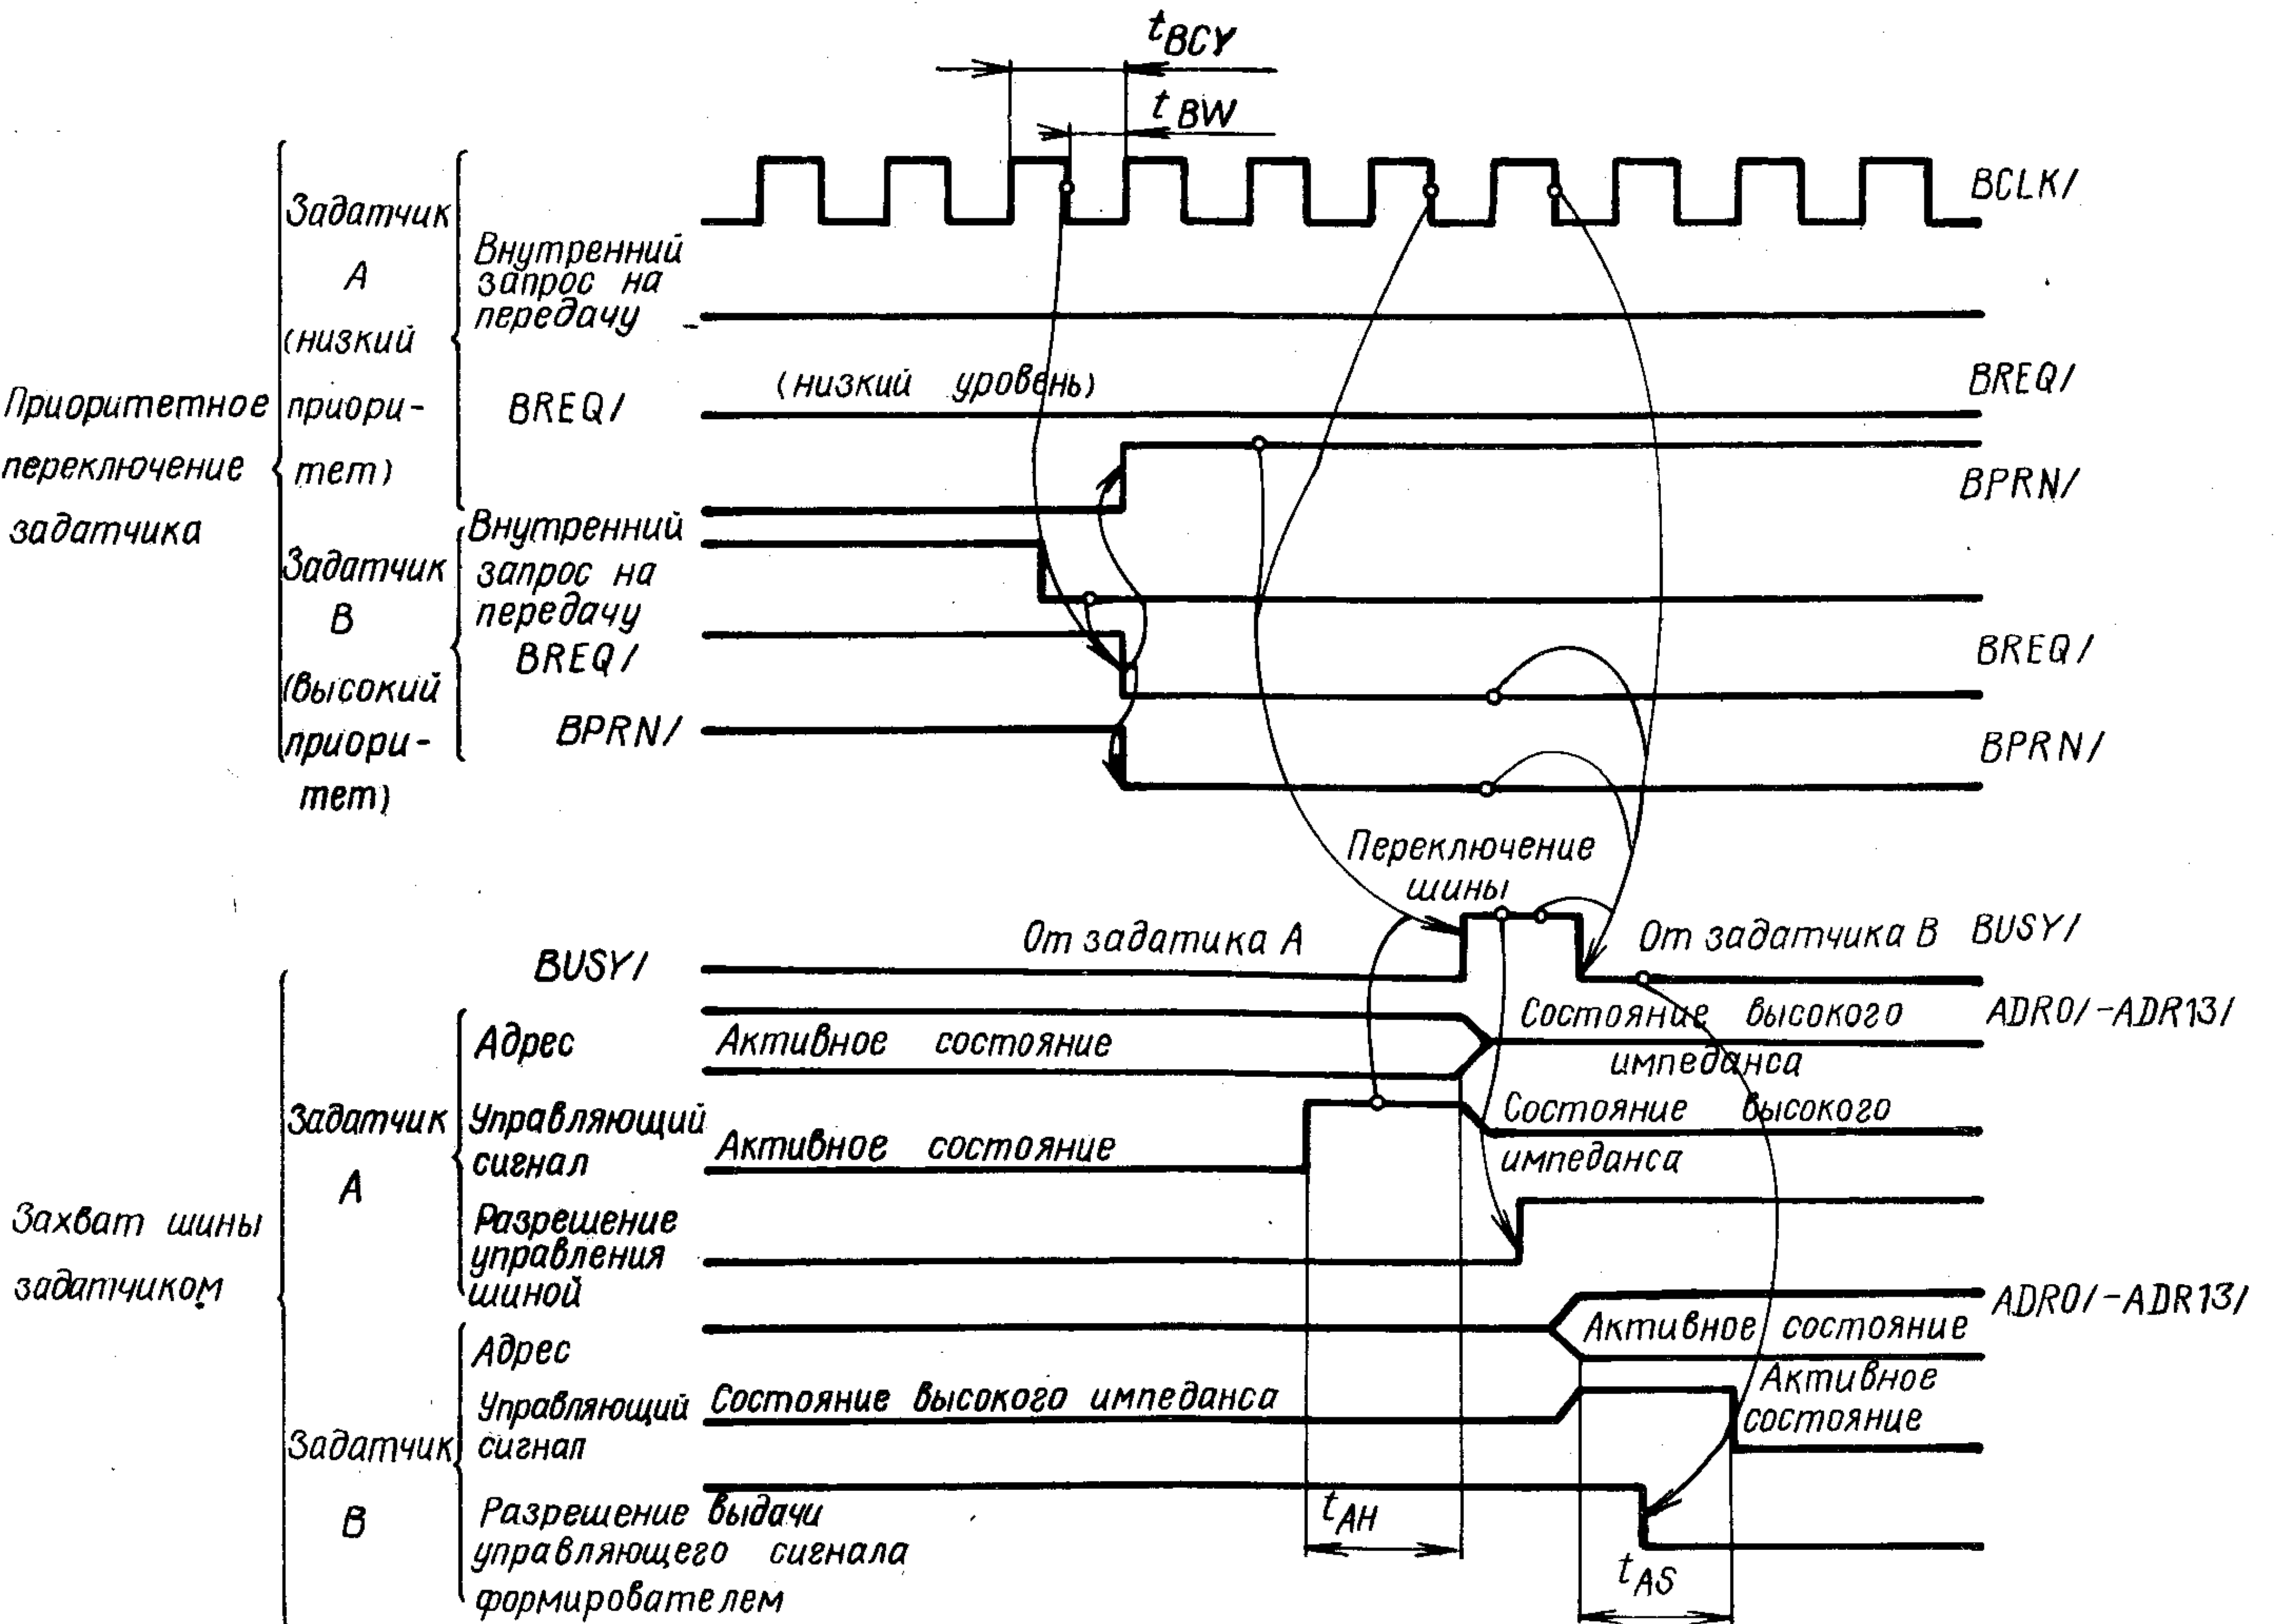 tBCY
tBW
BCLK/
Приоритетное
переключение
задатчика
Задатчик
А
(низкий
приори-
тет)
Внутренний
запрос на
передачу
BREQ/
(низкий уровень)
BREQ/
BPRN/
Задатчик
В
(высокий
приори-
тет)
Внутренний
запрос на
передачу
BREQ/
BREQ/
BPRN/
BPRN/
Переключение
шины
BUSY/
От задатика А
От задатчика В
BUSY/
Захват шины
задатчиком
Задатчик
А
Адрес
Активное состояние
Состояние высокого
импеданса
ADR0/-ADR13/
Управляющий
сигнал
Активное состояние
Состояние высокого
импеданса
Разрешение
управления
шиной
Задатчик
В
Адрес
Активное состояние
ADR0/-ADR13/
Управляющий
сигнал
Состояние высокого импеданса
Активное
состояние
Разрешение выдачи
управляющего сигнала
формирователем
tAH
tAS